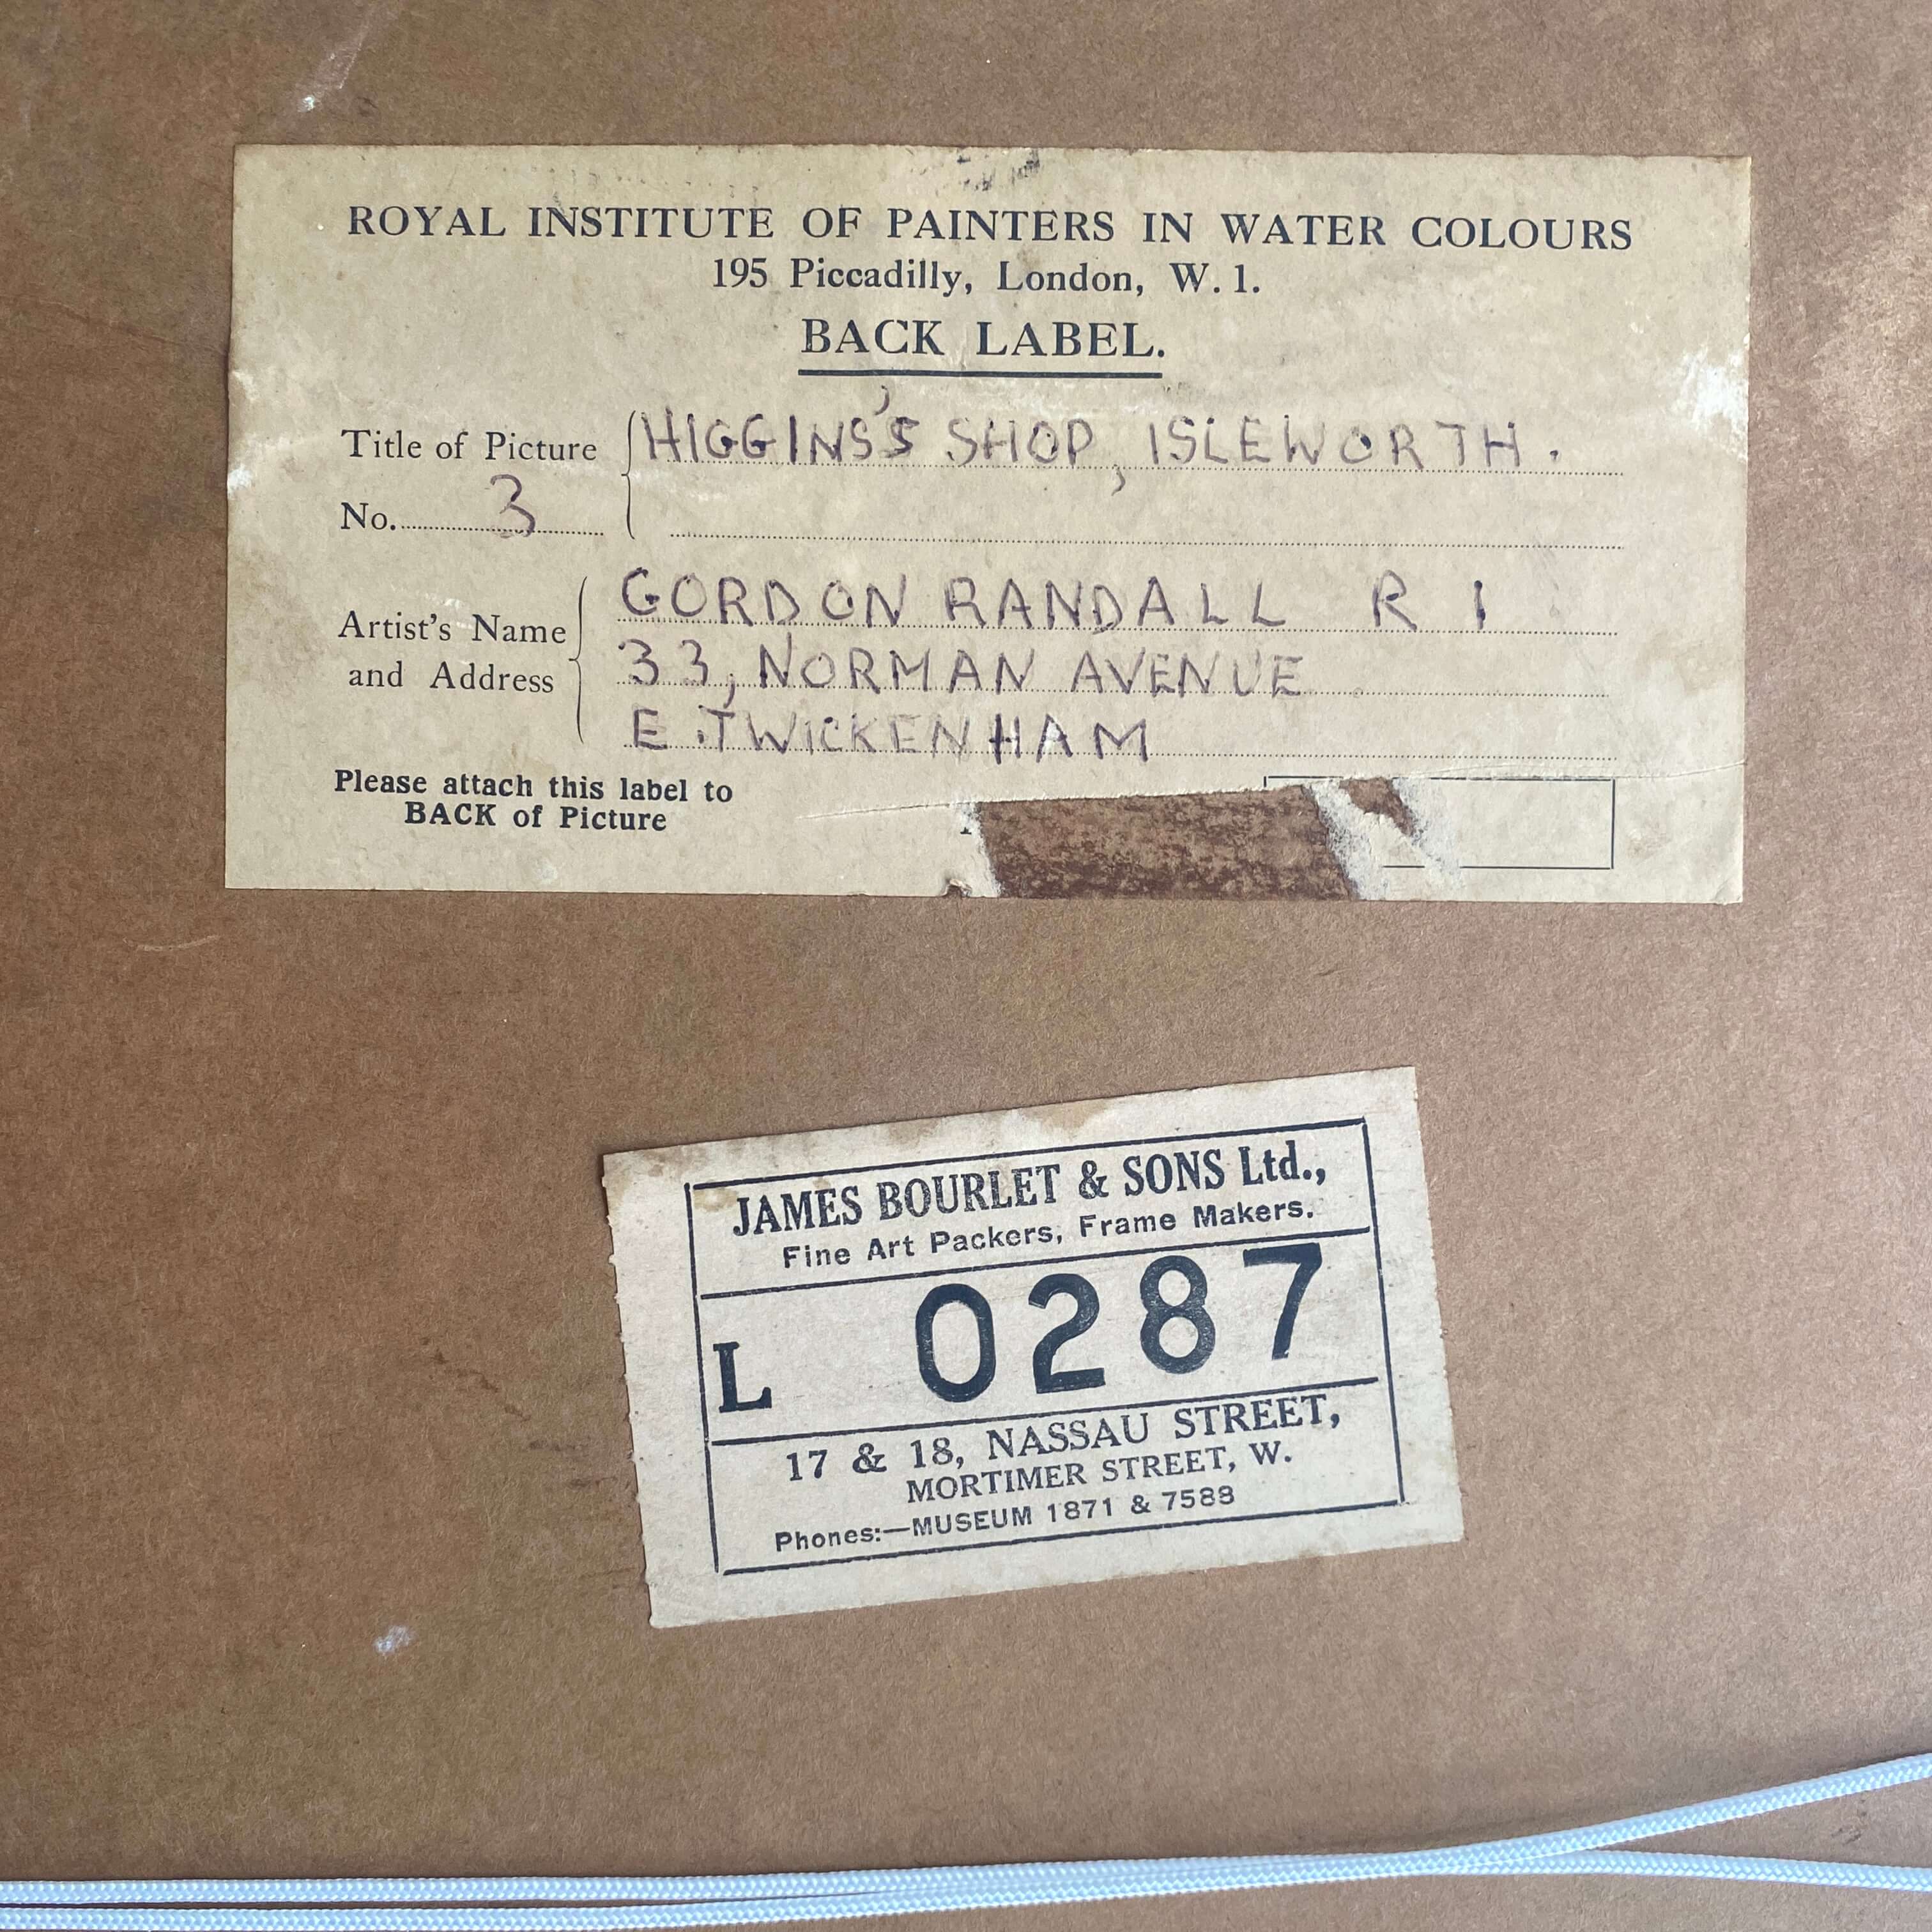 ROYAL INSTITUTE OF PAINTERS IN WATER COLOURS
195 Piccadilly, London, W. 1.
BACK LABEL.
Title of Picture HIGGINS'S SHOP, ISLEWORTH.
No. 3
Artist's Name and Address GORDON RANDALL R I
33, NORMAN AVENUE
E. TWICKENHAM
Please attach this label to
BACK of Picture
JAMES BOURLET & SONS Ltd.,
Fine Art Packers, Frame Makers.
L 0287
17 & 18, NASSAU STREET,
MORTIMER STREET, W.
Phones:—MUSEUM 1871 & 7588